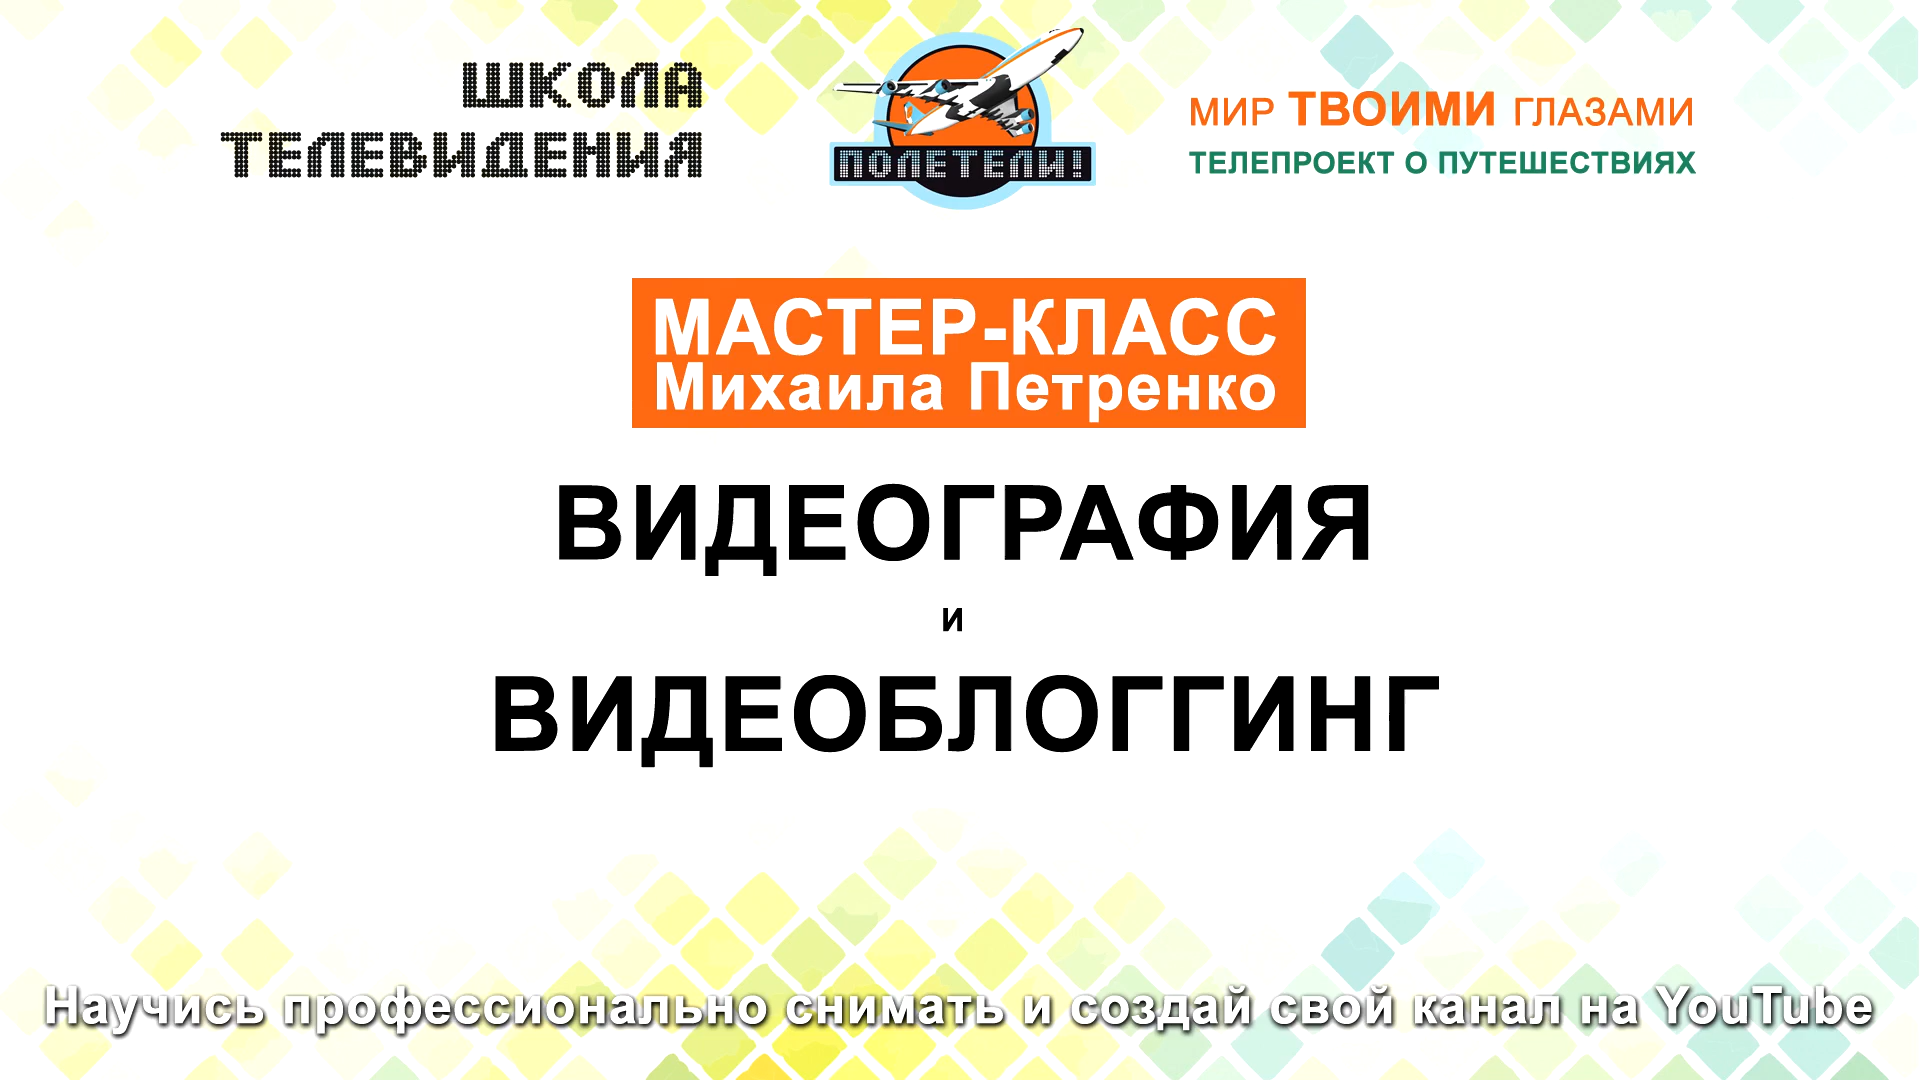 ШКОЛА
ТЕЛЕВИДЕНИЯ
ПОЛЕТЕЛИ!
МИР ТВОИМИ ГЛАЗАМИ
ТЕЛЕПРОЕКТ О ПУТЕШЕСТВИЯХ
МАСТЕР-КЛАСС
Михаила Петренко
ВИДЕОГРАФИЯ
и
ВИДЕОБЛОГГИНГ
Научись профессионально снимать и создай свой канал на YouTube